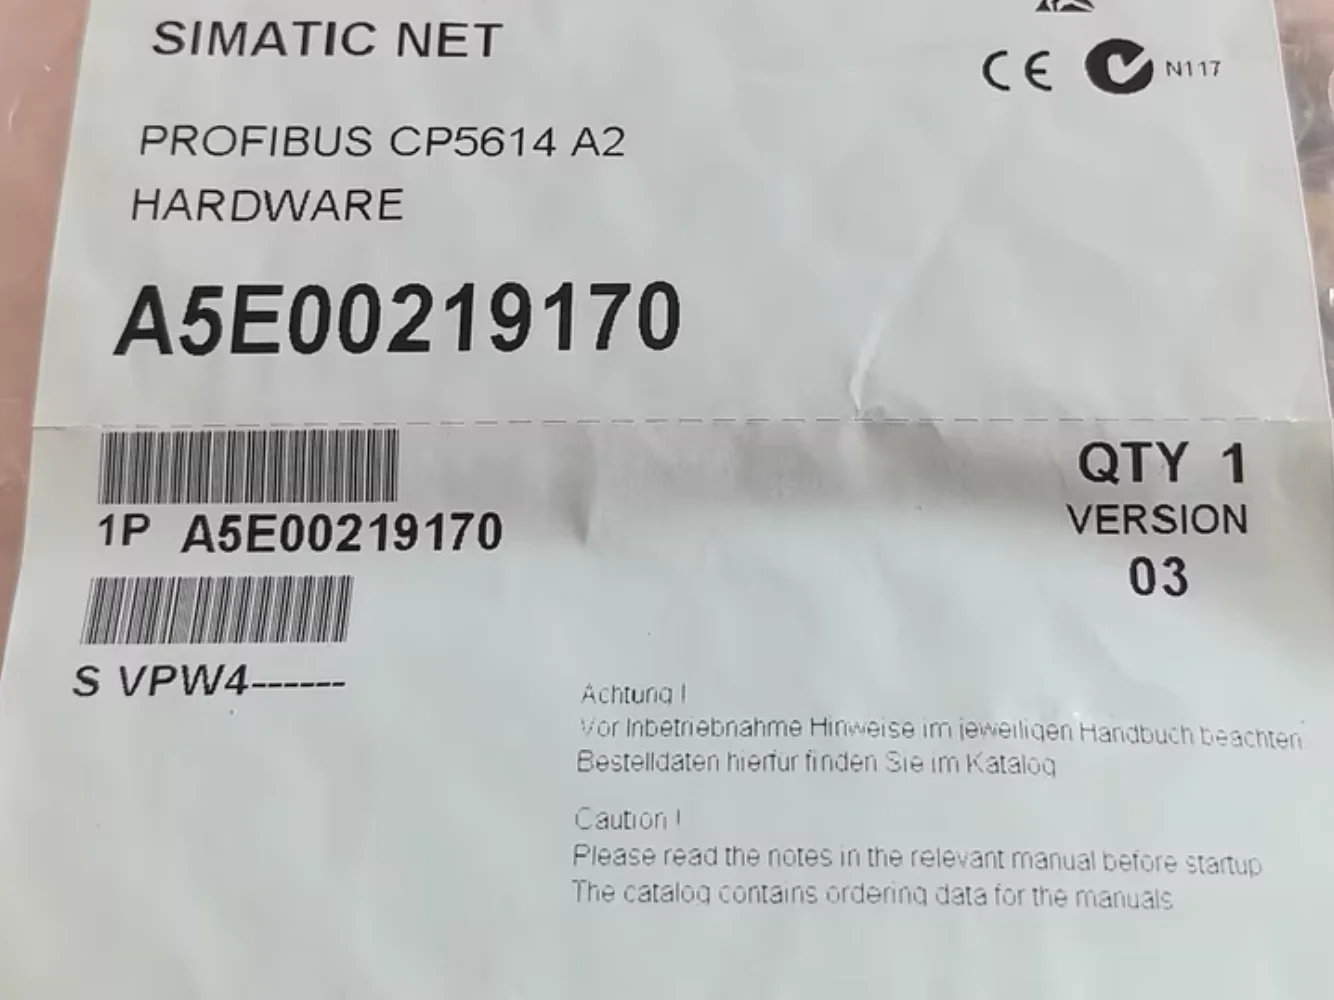 SIMATIC NET
CE N117
PROFIBUS CP5614 A2
HARDWARE
A5E00219170
1P A5E00219170
QTY 1
VERSION
03
S VPW4------
Achtung !
Vor Inbetriebnahme Hinweise im jeweiligen Handbuch beachten
Bestelldaten hierfür finden Sie im Katalog
Caution !
Please read the notes in the relevant manual before startup
The catalog contains ordering data for the manuals